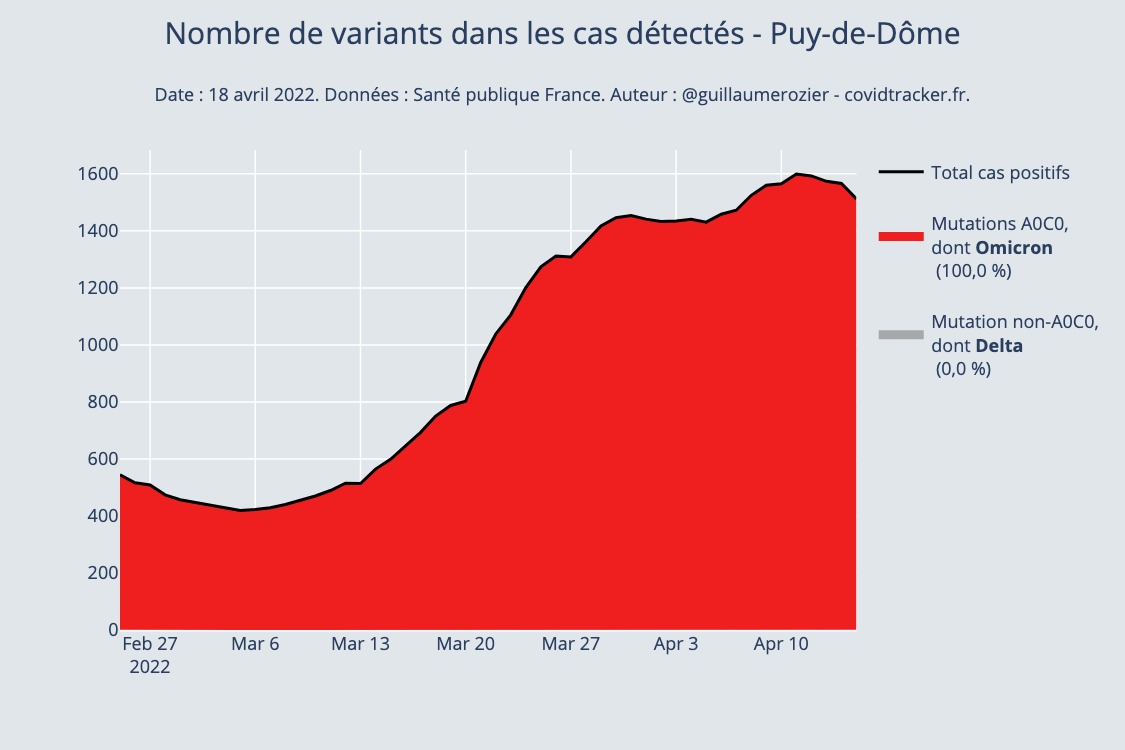 Nombre de variants dans les cas détectés - Puy-de-Dôme
Date : 18 avril 2022. Données : Santé publique France. Auteur : @guillaumerozier - covidtracker.fr.
1600
1400
1200
1000
800
600
400
200
0
Feb 27
2022
Mar 6
Mar 13
Mar 20
Mar 27
Apr 3
Apr 10
Total cas positifs
Mutations A0C0,
dont Omicron
(100,0 %)
Mutation non-A0C0,
dont Delta
(0,0 %)